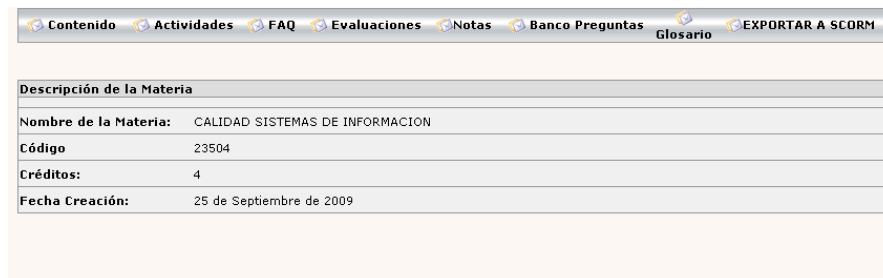 Contenido Actividades FAQ Evaluaciones Notas Banco Preguntas Glosario EXPORTAR A SCORM
Descripción de la Materia
Nombre de la Materia: CALIDAD SISTEMAS DE INFORMACION
Código 23504
Créditos: 4
Fecha Creación: 25 de Septiembre de 2009